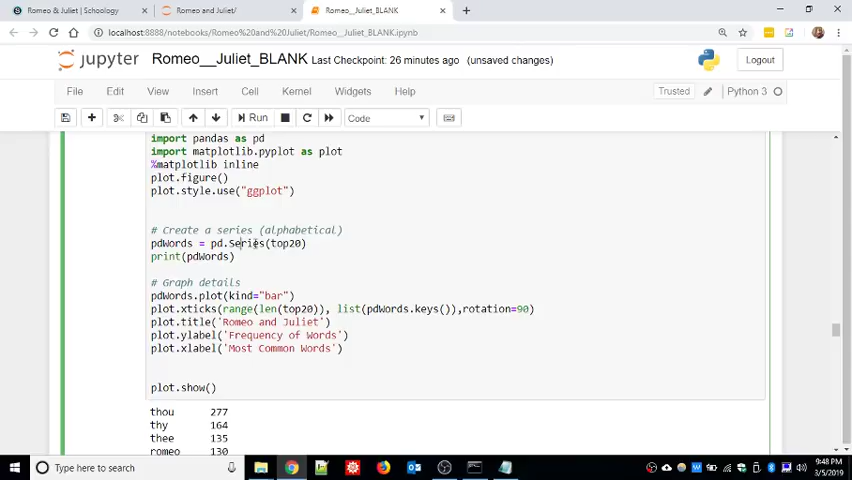 Romeo & Juliet | Schoology
Romeo and Juliet/
Romeo__Juliet_BLANK
localhost:8888/notebooks/Romeo%20and%20Juliet/Romeo__Juliet_BLANK.ipynb
jupyter Romeo__Juliet_BLANK Last Checkpoint: 26 minutes ago (unsaved changes) Logout
File Edit View Insert Cell Kernel Widgets Help Trusted Python 3
Run Code
import pandas as pd
import matplotlib.pyplot as plot
%matplotlib inline
plot.figure()
plot.style.use("ggplot")
# Create a series (alphabetical)
pdWords = pd.Series(top20)
print(pdWords)
# Graph details
pdWords.plot(kind="bar")
plot.xticks(range(len(top20)), list(pdWords.keys()),rotation=90)
plot.title('Romeo and Juliet')
plot.ylabel('Frequency of Words')
plot.xlabel('Most Common Words')
plot.show()
thou 277
thy 164
thee 135
romeo 130
Type here to search
9:48 PM
3/5/2019